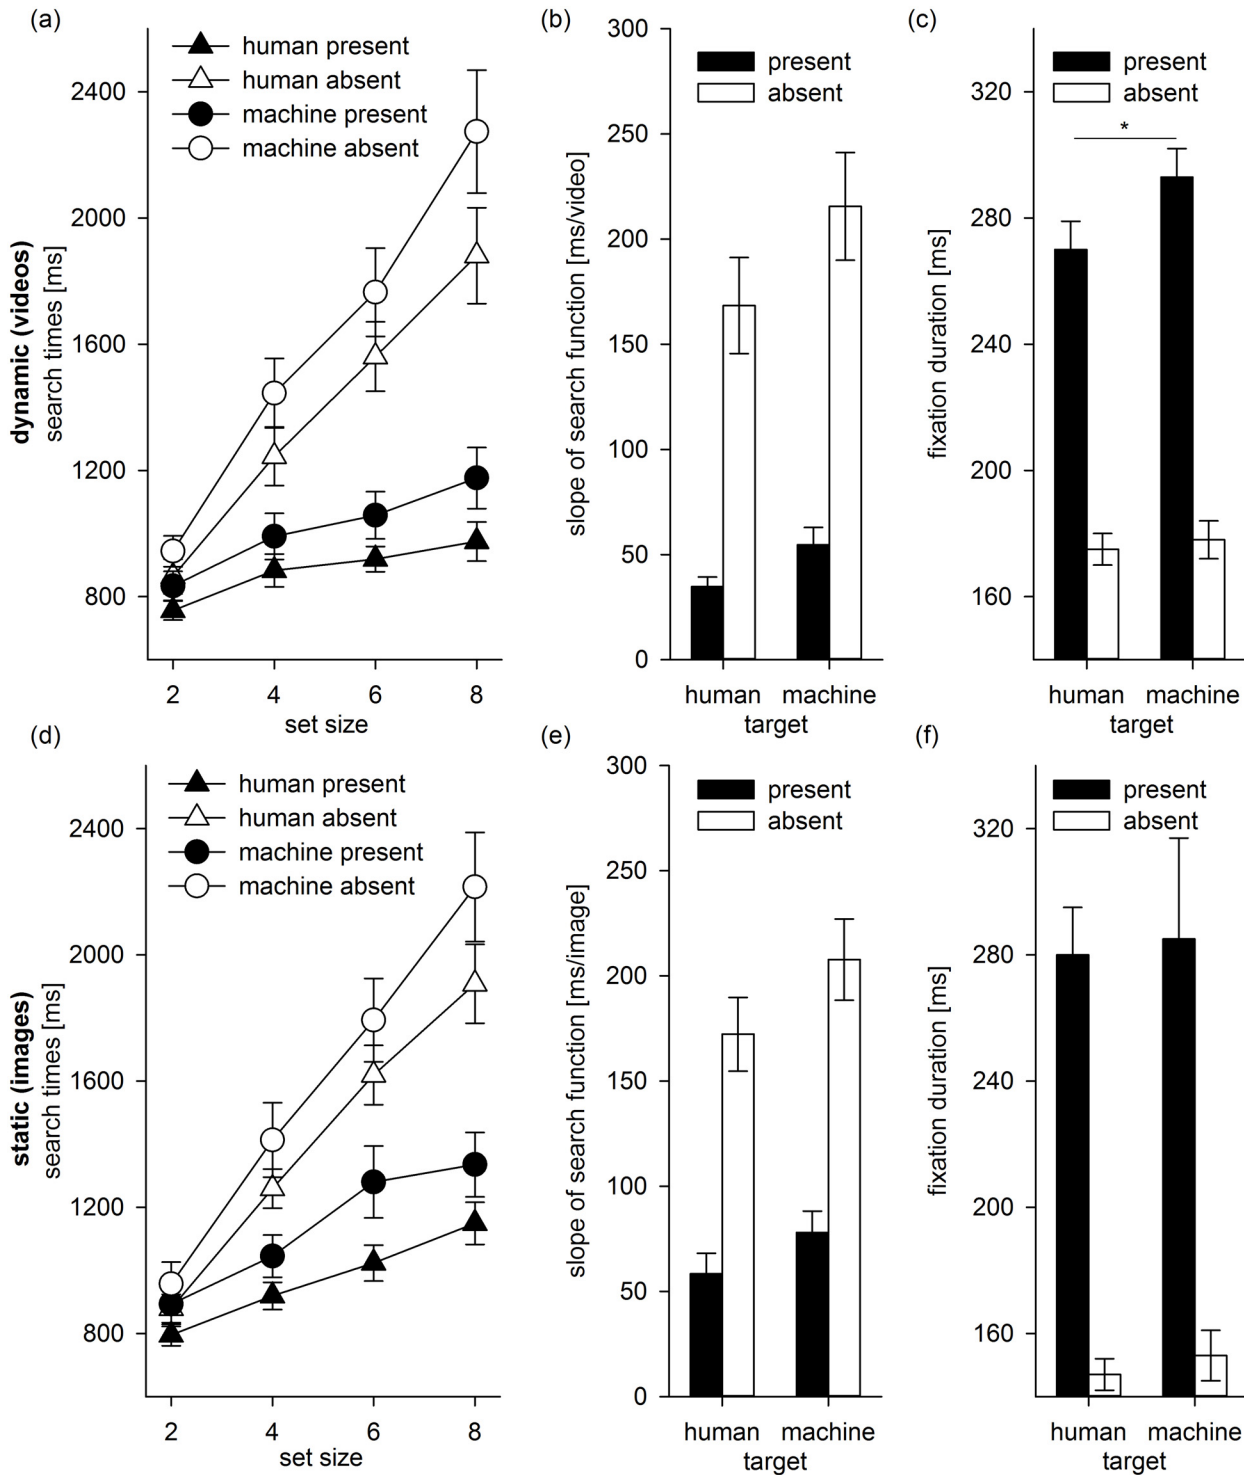 (a)
human present
human absent
machine present
machine absent
2400
2000
1600
1200
800
dynamic (videos)
search times [ms]
2 4 6 8
set size
(b)
present
absent
300
250
200
150
100
50
0
slope of search function [ms/video]
human machine
target
(c)
present
absent
*
320
280
240
200
160
fixation duration [ms]
human machine
target
(d)
human present
human absent
machine present
machine absent
2400
2000
1600
1200
800
static (images)
search times [ms]
2 4 6 8
set size
(e)
present
absent
300
250
200
150
100
50
0
slope of search function [ms/image]
human machine
target
(f)
present
absent
320
280
240
200
160
fixation duration [ms]
human machine
target